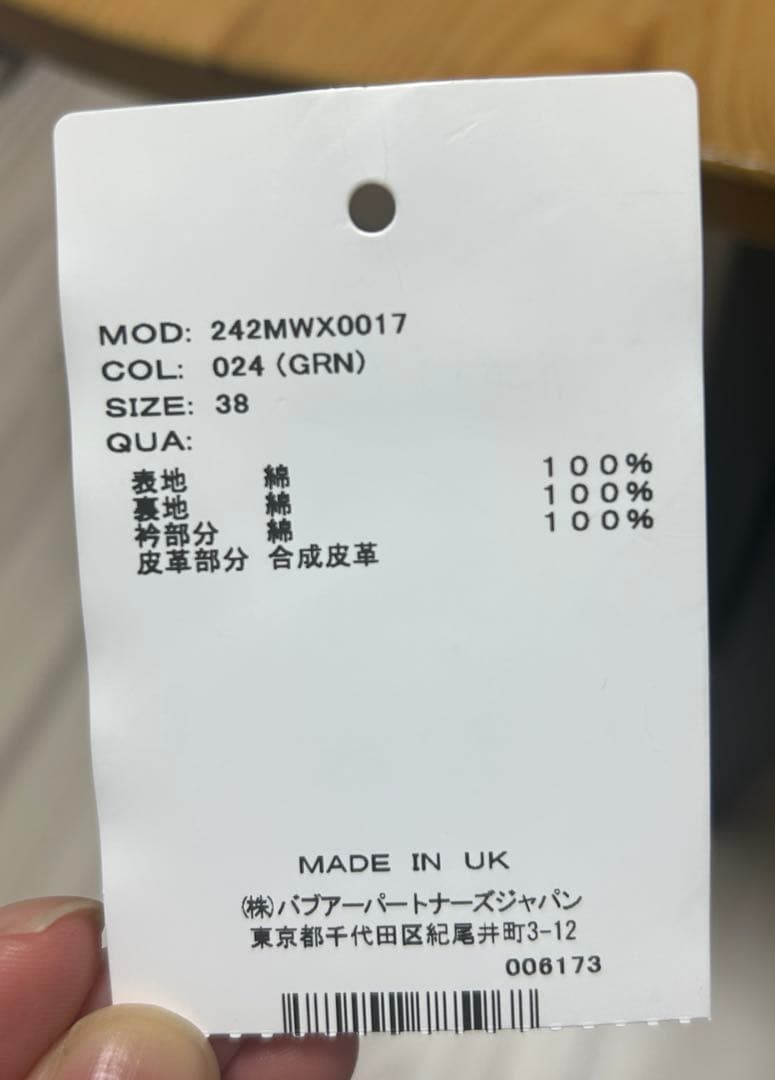 MOD: 242MWX0017
COL: 024 (GRN)
SIZE: 38
QUA:
表地 綿 100%
裏地 綿 100%
衿部分 綿 100%
皮革部分 合成皮革
MADE IN UK
(株)バブアーパートナーズジャパン
東京都千代田区紀尾井町3-12
006173